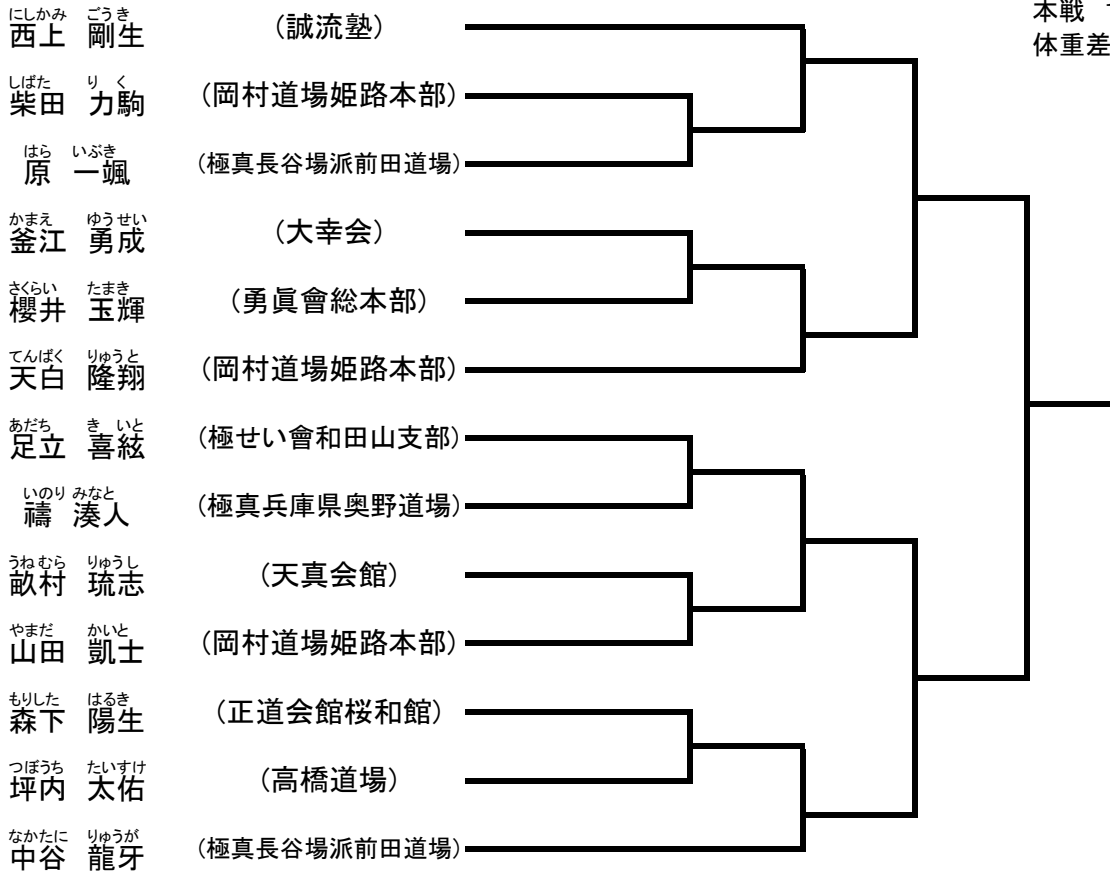 にしかみ ごうき
西上 剛生 (誠流塾)
本戦
体重差
しばた りく
柴田 力駒 (岡村道場姫路本部)
はら いぶき
原 一颯 (極真長谷場派前田道場)
かまえ ゆうせい
釜江 勇成 (大幸会)
さくらい たまき
櫻井 玉輝 (勇眞會総本部)
てんぱく りゅうと
天白 隆翔 (岡村道場姫路本部)
あだち き いと
足立 喜絃 (極せい會和田山支部)
いのり みなと
禱 湊人 (極真兵庫県奥野道場)
うねむら りゅうし
畝村 琉志 (天真会館)
やまだ かいと
山田 凱士 (岡村道場姫路本部)
もりした はるき
森下 陽生 (正道会館桜和館)
つぼうち たいすけ
坪内 太佑 (高橋道場)
なかたに りゅうが
中谷 龍牙 (極真長谷場派前田道場)